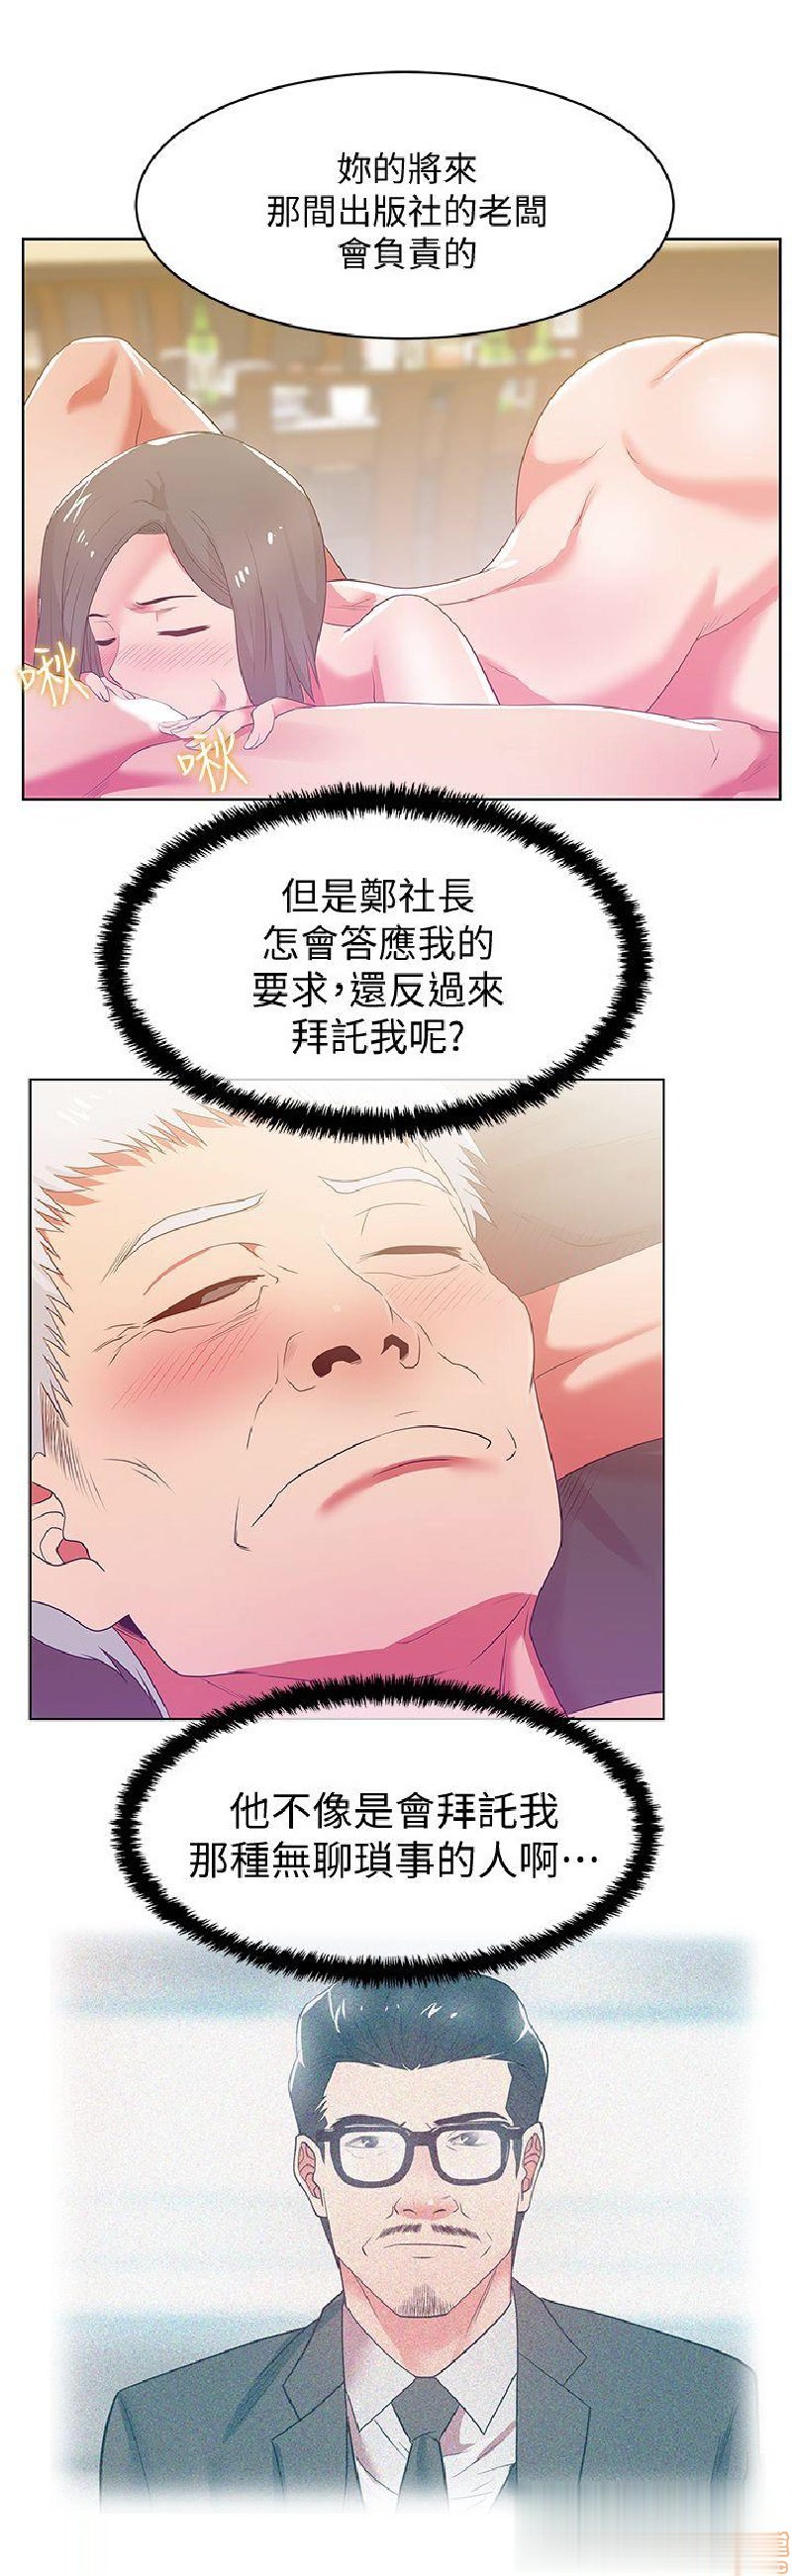 妳的將來
那間出版社的老闆
會負責的
啾
啾
但是鄭社長
怎會答應我的
要求，還反過來
拜託我呢？
他不像是會拜託我
那種無聊瑣事的人啊…